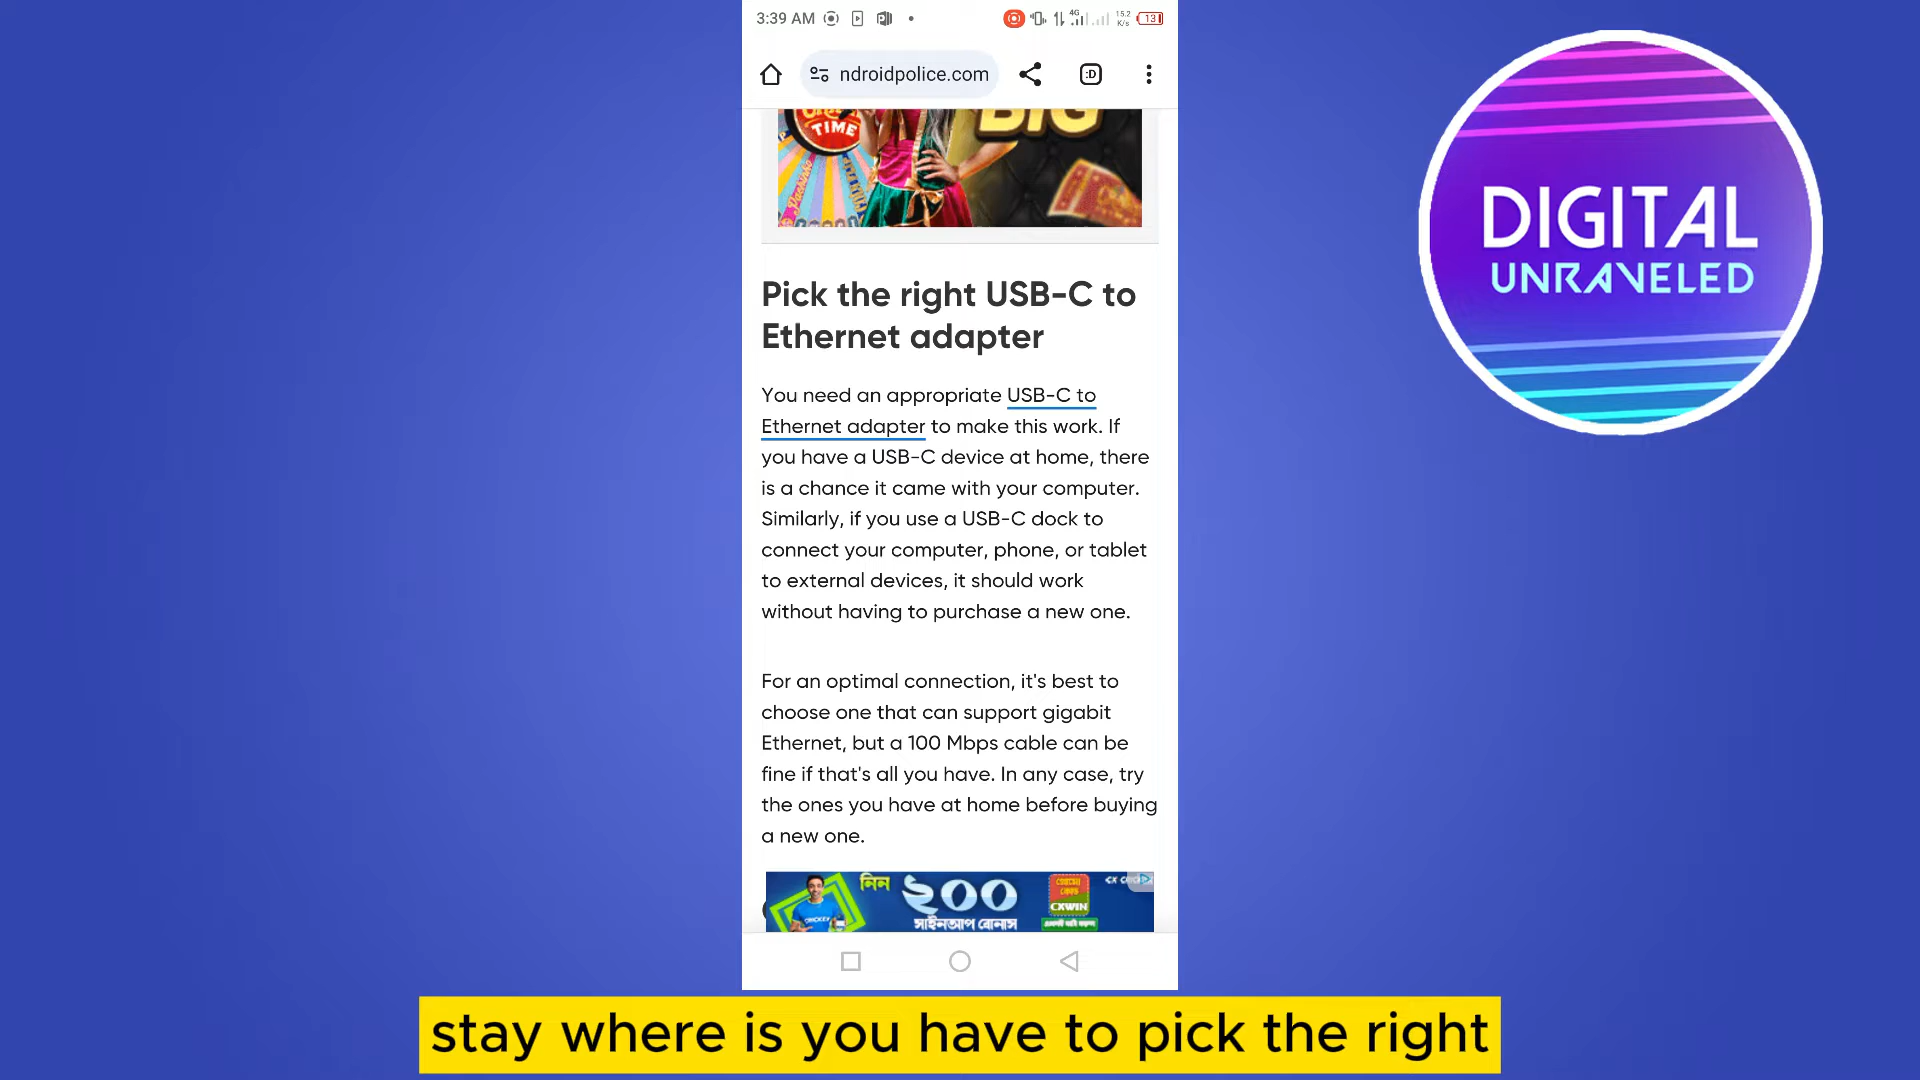 3:39 AM
4G
15.2
K/s
13
ndroidpolice.com
:D
TIME
BIG
Pick the right USB-C to
Ethernet adapter
You need an appropriate USB-C to
Ethernet adapter to make this work. If
you have a USB-C device at home, there
is a chance it came with your computer.
Similarly, if you use a USB-C dock to
connect your computer, phone, or tablet
to external devices, it should work
without having to purchase a new one.
For an optimal connection, it's best to
choose one that can support gigabit
Ethernet, but a 100 Mbps cable can be
fine if that's all you have. In any case, try
the ones you have at home before buying
a new one.
নিন
২০০
সাইনআপ বোনাস
CXWIN
DIGITAL
UNRAVELED
stay where is you have to pick the right